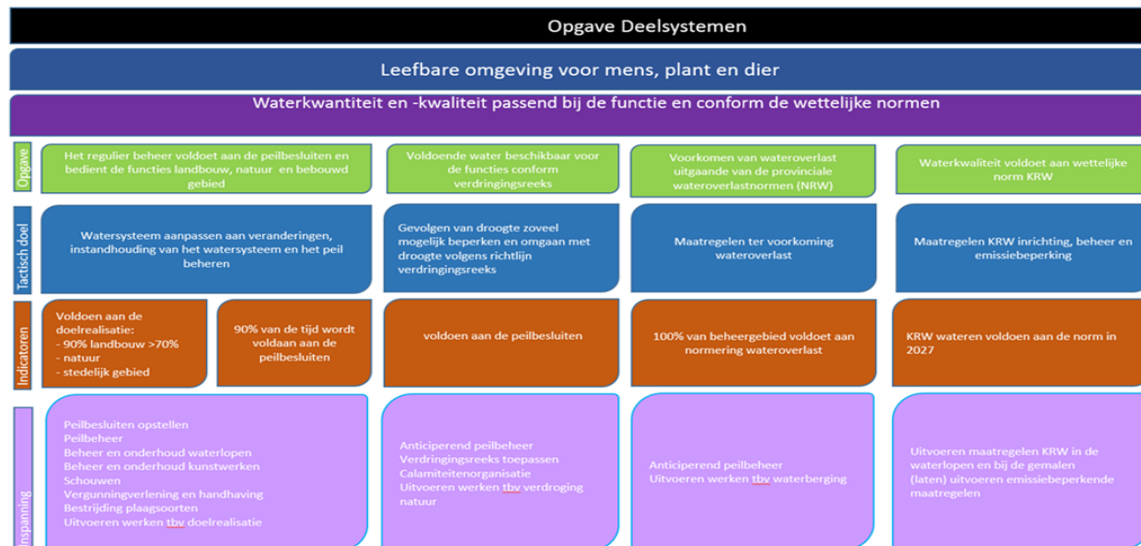 Opgave Deelsystemen
Leefbare omgeving voor mens, plant en dier
Waterkwantiteit en -kwaliteit passend bij de functie en conform de wettelijke normen
Opgave
Het regulier beheer voldoet aan de peilbesluiten en
bedient de functies landbouw, natuur en bebouwd
gebied
Voldoende water beschikbaar voor
de functies conform
verdringingsreeks
Voorkomen van wateroverlast
uitgaande van de provinciale
wateroverlastnormen (NRW)
Waterkwaliteit voldoet aan wettelijke
norm KRW
Tactisch doel
Watersysteem aanpassen aan veranderingen,
instandhouding van het watersysteem en het peil
beheren
Gevolgen van droogte zoveel
mogelijk beperken en omgaan met
droogte volgens richtlijn
verdringingsreeks
Maatregelen ter voorkoming
wateroverlast
Maatregelen KRW inrichting, beheer en
emissiebeperking
Indicatoren
Voldoen aan de
doelrealisatie:
- 90% landbouw >70%
- natuur
- stedelijk gebied
90% van de tijd wordt
voldaan aan de
peilbesluiten
voldoen aan de peilbesluiten
100% van beheergebied voldoet aan
normering wateroverlast
KRW wateren voldoen aan de norm in
2027
Inspanning
Peilbesluiten opstellen
Peilbeheer
Beheer en onderhoud waterlopen
Beheer en onderhoud kunstwerken
Schouwen
Vergunningverlening en handhaving
Bestrijding plaagsoorten
Uitvoeren werken tbv doelrealisatie
Anticiperend peilbeheer
Verdringingsreeks toepassen
Calamiteitenorganisatie
Uitvoeren werken tbv verdroging
natuur
Anticiperend peilbeheer
Uitvoeren werken tbv waterberging
Uitvoeren maatregelen KRW in de
waterlopen en bij de gemalen
(laten) uitvoeren emissiebeperkende
maatregelen